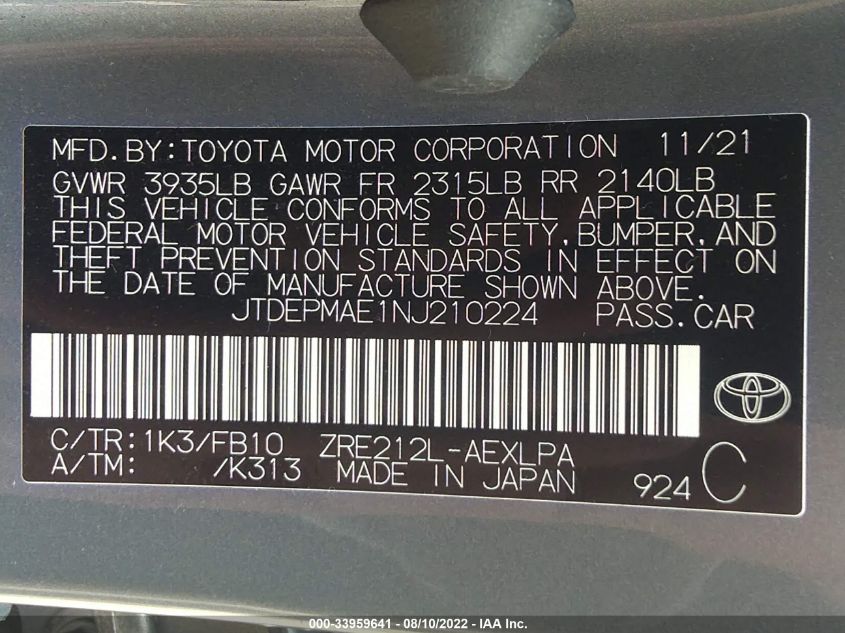 MFD.BY:TOYOTA MOTOR CORPORATION 11/21
GVWR 3935LB GAWR FR 2315LB RR 2140LB
THIS VEHICLE CONFORMS TO ALL APPLICABLE
FEDERAL MOTOR VEHICLE SAFETY,BUMPER,AND
THEFT PREVENTION STANDARDS IN EFFECT ON
THE DATE OF MANUFACTURE SHOWN ABOVE.
JTDEPMAE1NJ210224 PASS.CAR
C/TR:1K3/FB10 ZRE212L-AEXLPA
A/TM: /K313 MADE IN JAPAN 924 C
000-33959641 - 08/10/2022 - IAA Inc.